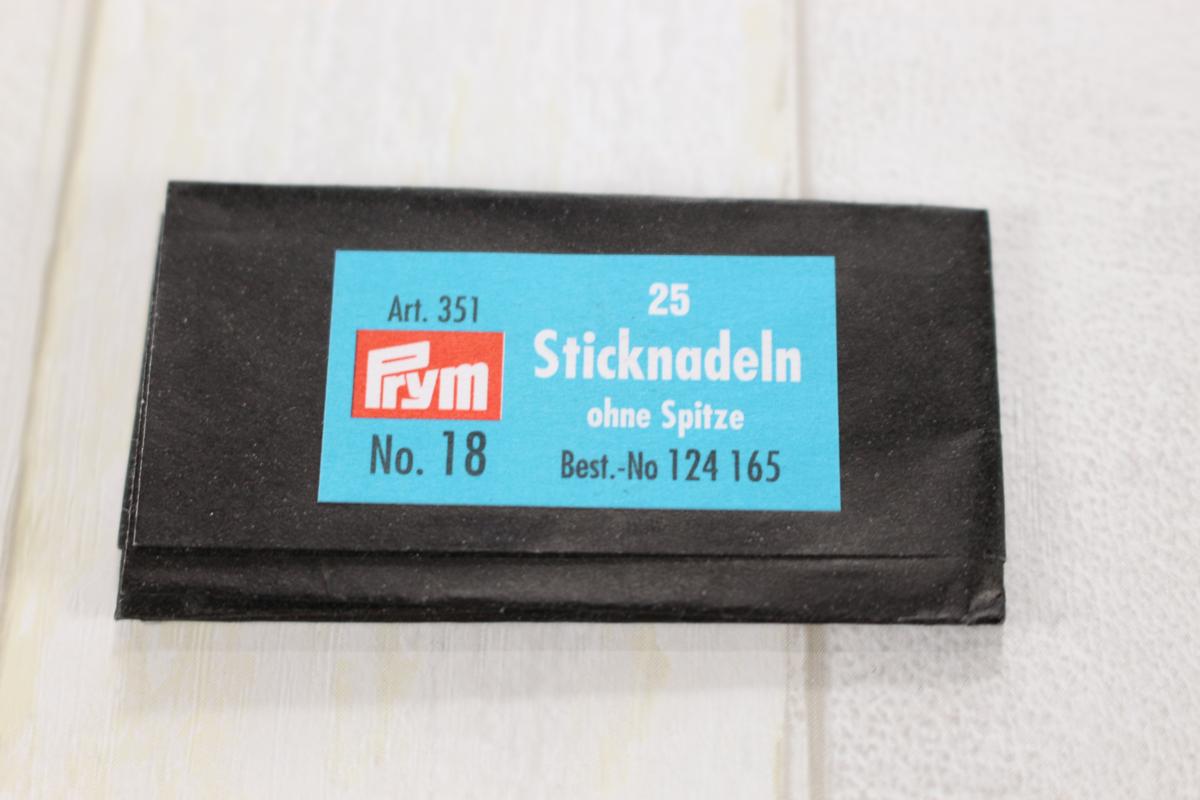 Art. 351
Prym
No. 18
25
Sticknadeln
ohne Spitze
Best.-No 124 165